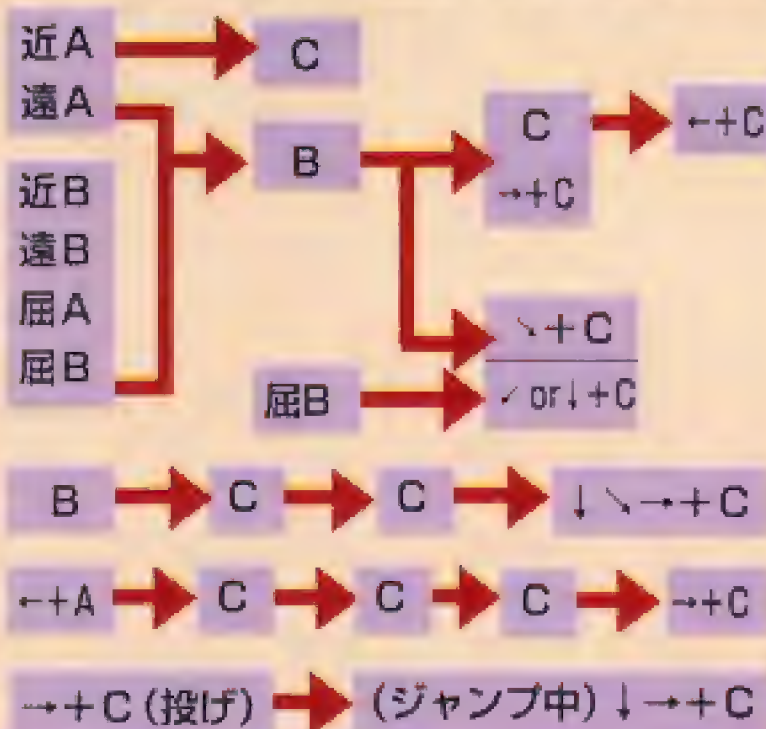 近A
遠A
C
B
C
→+C
←+C
近B
遠B
屈A
屈B
↘+C
↙ or ↓+C
屈B
B
C
C
↓↘→+C
←+A
C
C
C
→+C
→+C (投げ)
(ジャンプ中) ↓→+C